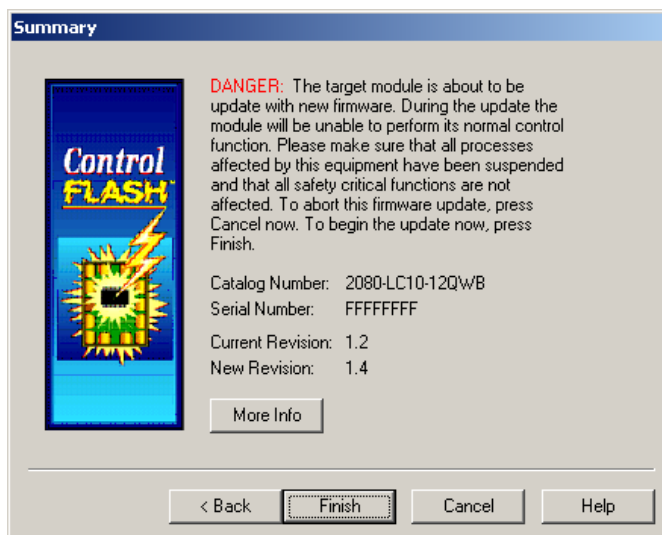 Summary
Control
FLASH
DANGER: The target module is about to be
update with new firmware. During the update the
module will be unable to perform its normal control
function. Please make sure that all processes
affected by this equipment have been suspended
and that all safety critical functions are not
affected. To abort this firmware update, press
Cancel now. To begin the update now, press
Finish.
Catalog Number: 2080-LC10-12QWB
Serial Number: FFFFFFFF
Current Revision: 1.2
New Revision: 1.4
More Info
< Back Finish Cancel Help